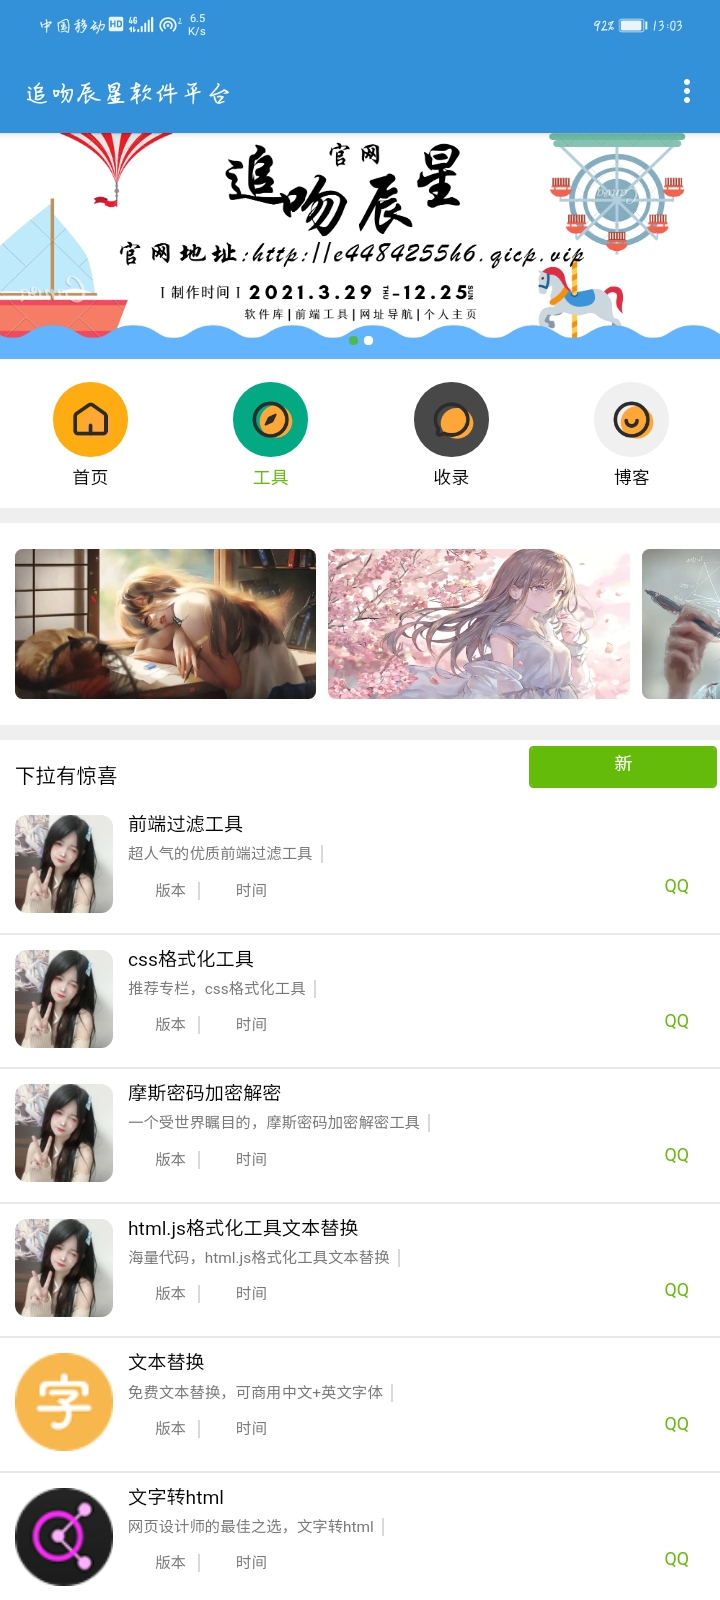 中国移动 HD 4G 6.5 K/s 92% 13:03
追吻辰星软件平台
官网
追吻辰星
官网地址:http://e4484255h6.qicp.vip
I 制作时间 I 2021.3.29 THU -12.25 SUN
软件库|前端工具|网址导航|个人主页
首页 工具 收录 博客
下拉有惊喜 新
前端过滤工具
超人气的优质前端过滤工具
版本 时间 QQ
css格式化工具
推荐专栏，css格式化工具
版本 时间 QQ
摩斯密码加密解密
一个受世界瞩目的，摩斯密码加密解密工具
版本 时间 QQ
html.js格式化工具文本替换
海量代码，html.js格式化工具文本替换
版本 时间 QQ
字
文本替换
免费文本替换，可商用中文+英文字体
版本 时间 QQ
文字转html
网页设计师的最佳之选，文字转html
版本 时间 QQ